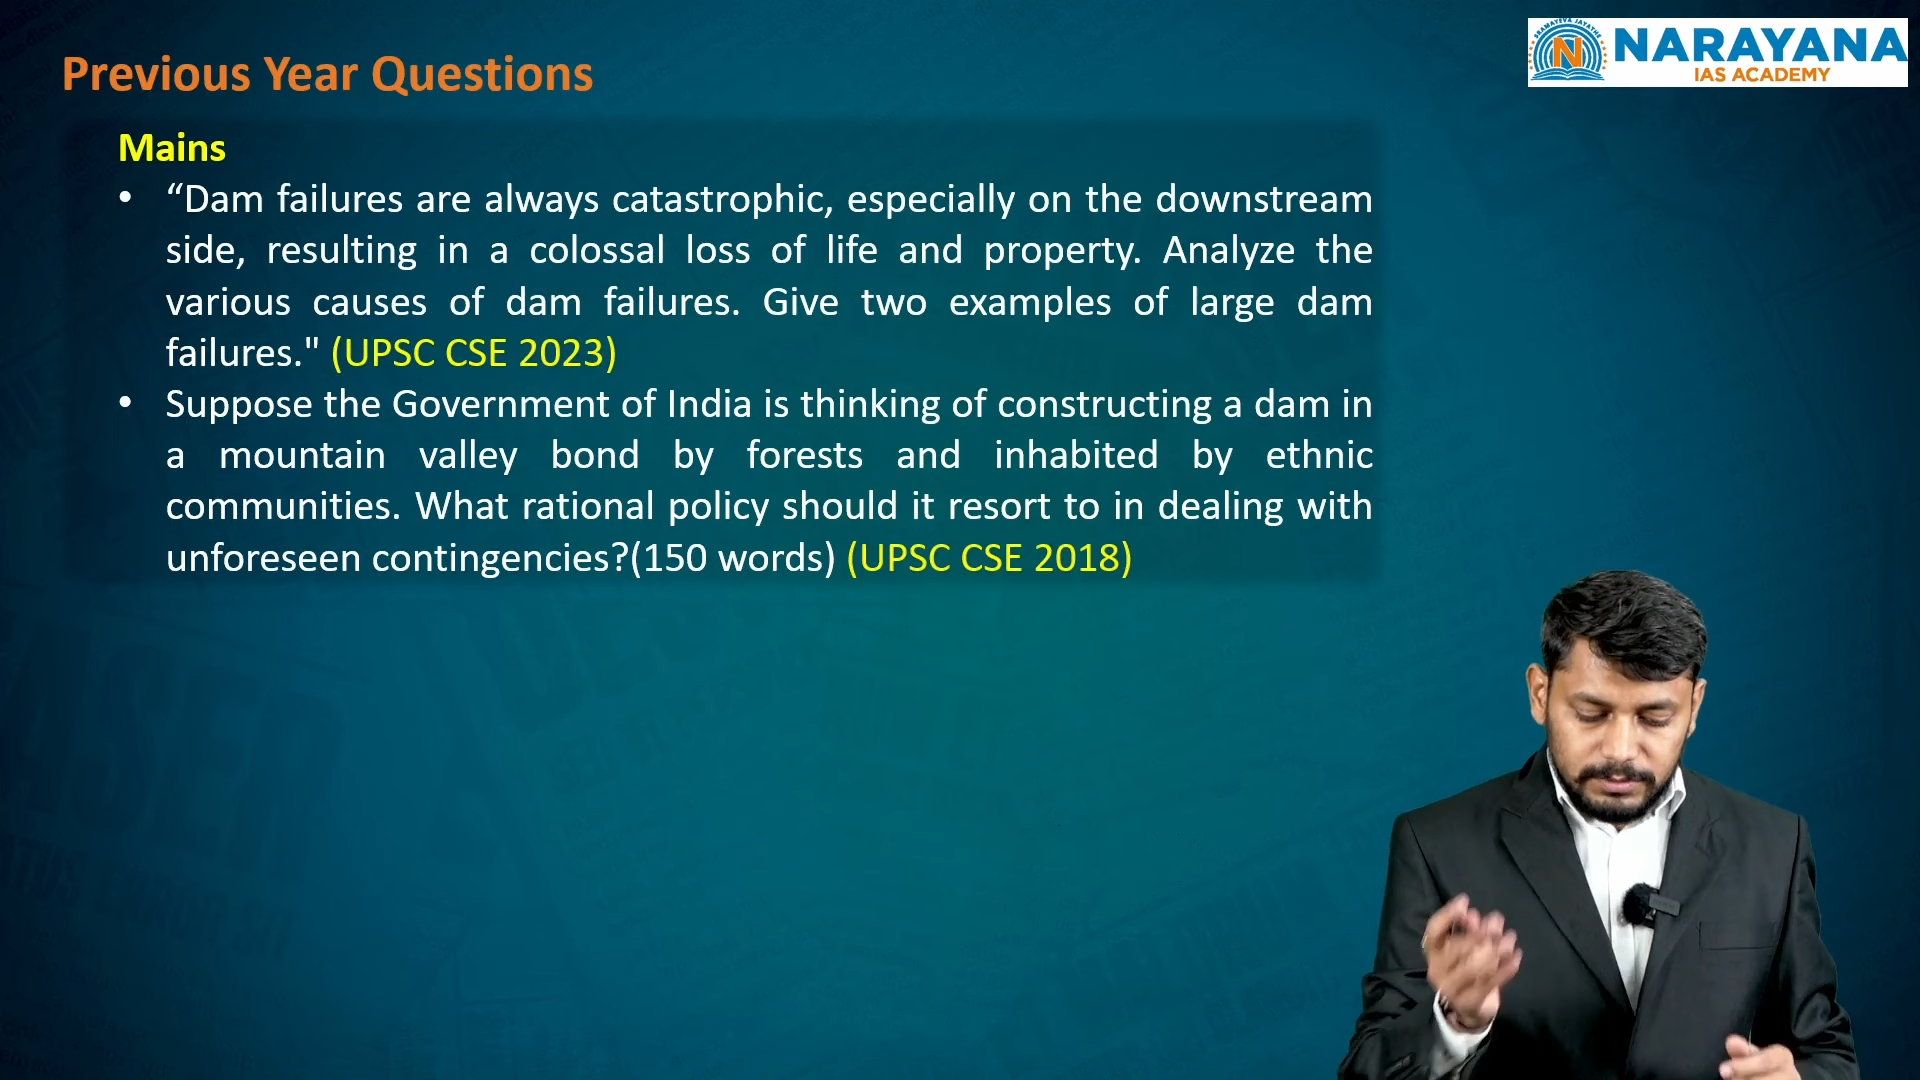 NARAYANA
IAS ACADEMY
Previous Year Questions
Mains
• “Dam failures are always catastrophic, especially on the downstream
side, resulting in a colossal loss of life and property. Analyze the
various causes of dam failures. Give two examples of large dam
failures." (UPSC CSE 2023)
• Suppose the Government of India is thinking of constructing a dam in
a mountain valley bond by forests and inhabited by ethnic
communities. What rational policy should it resort to in dealing with
unforeseen contingencies?(150 words) (UPSC CSE 2018)